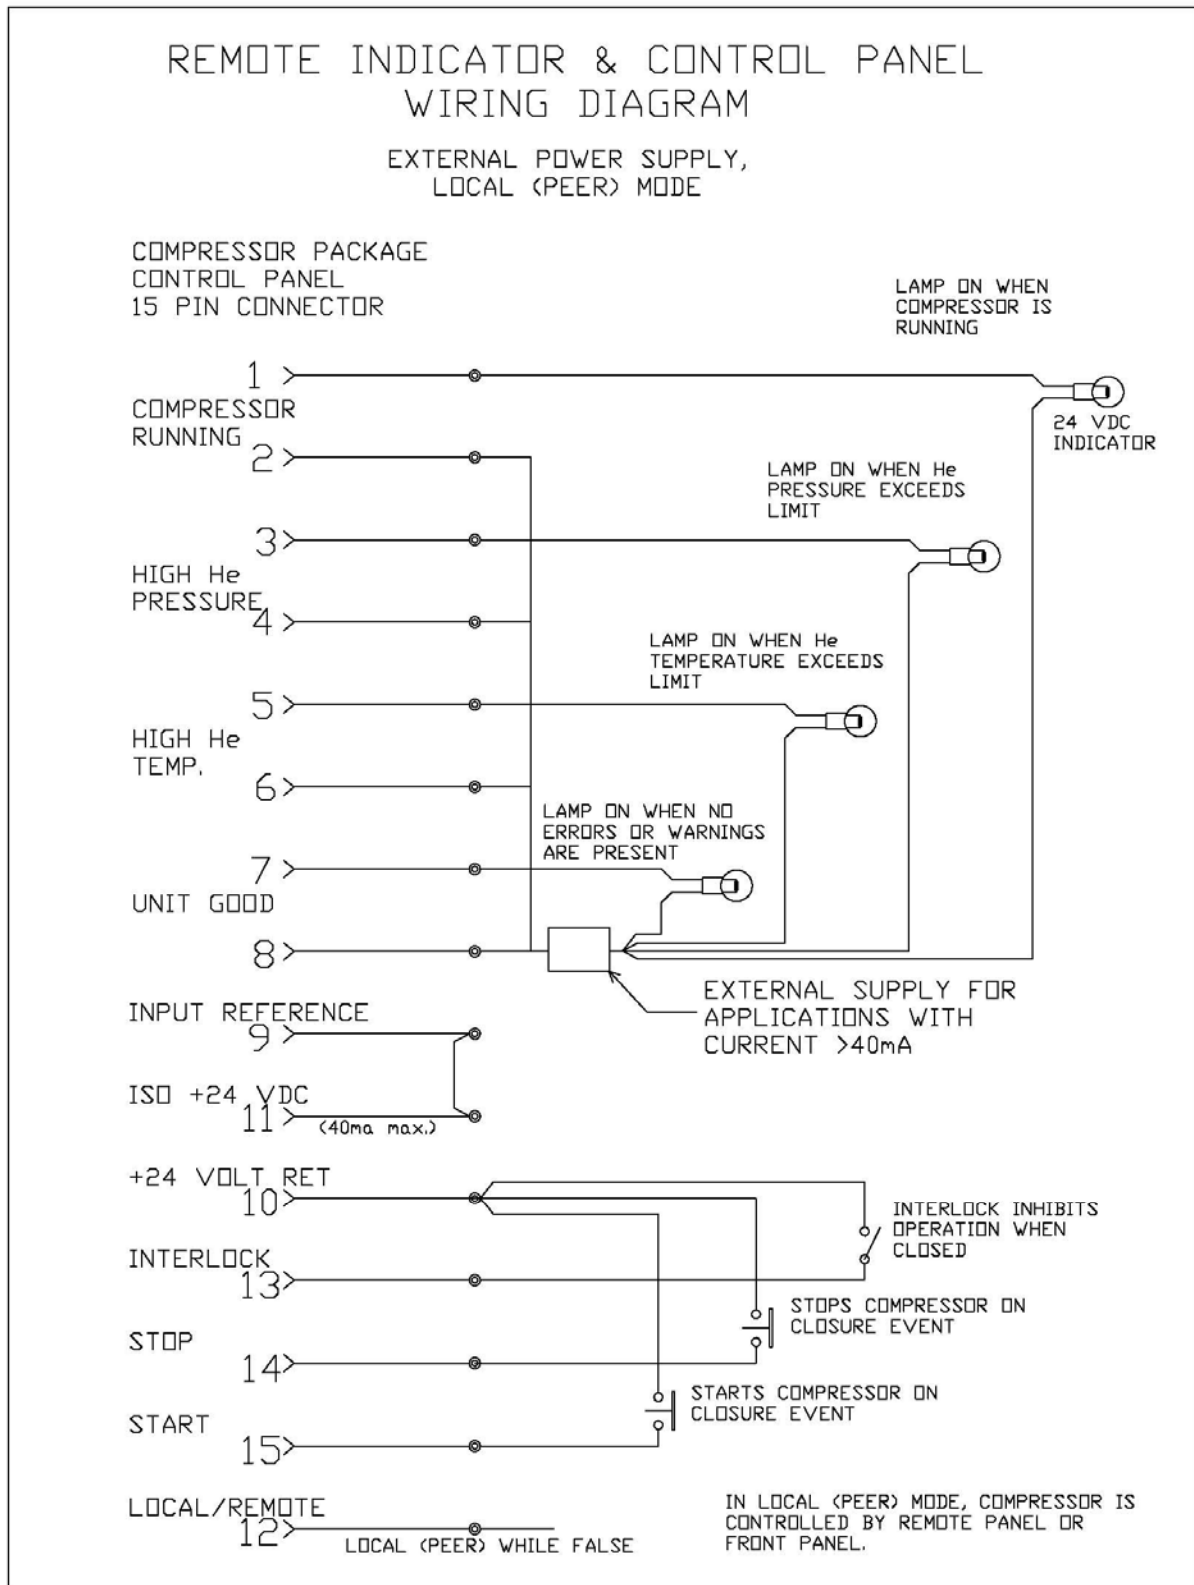 REMOTE INDICATOR & CONTROL PANEL
WIRING DIAGRAM
EXTERNAL POWER SUPPLY,
LOCAL (PEER) MODE
COMPRESSOR PACKAGE
CONTROL PANEL
15 PIN CONNECTOR
LAMP ON WHEN
COMPRESSOR IS
RUNNING
1
COMPRESSOR
RUNNING
2
24 VDC
INDICATOR
LAMP ON WHEN He
PRESSURE EXCEEDS
LIMIT
3
HIGH He
PRESSURE
4
LAMP ON WHEN He
TEMPERATURE EXCEEDS
LIMIT
5
HIGH He
TEMP.
6
LAMP ON WHEN NO
ERRORS OR WARNINGS
ARE PRESENT
7
UNIT GOOD
8
EXTERNAL SUPPLY FOR
APPLICATIONS WITH
CURRENT >40mA
INPUT REFERENCE
9
ISO +24 VDC
11
(40ma max.)
+24 VOLT RET
10
INTERLOCK INHIBITS
OPERATION WHEN
CLOSED
INTERLOCK
13
STOPS COMPRESSOR ON
CLOSURE EVENT
STOP
14
STARTS COMPRESSOR ON
CLOSURE EVENT
START
15
LOCAL/REMOTE
12
LOCAL (PEER) WHILE FALSE
IN LOCAL (PEER) MODE, COMPRESSOR IS
CONTROLLED BY REMOTE PANEL OR
FRONT PANEL.